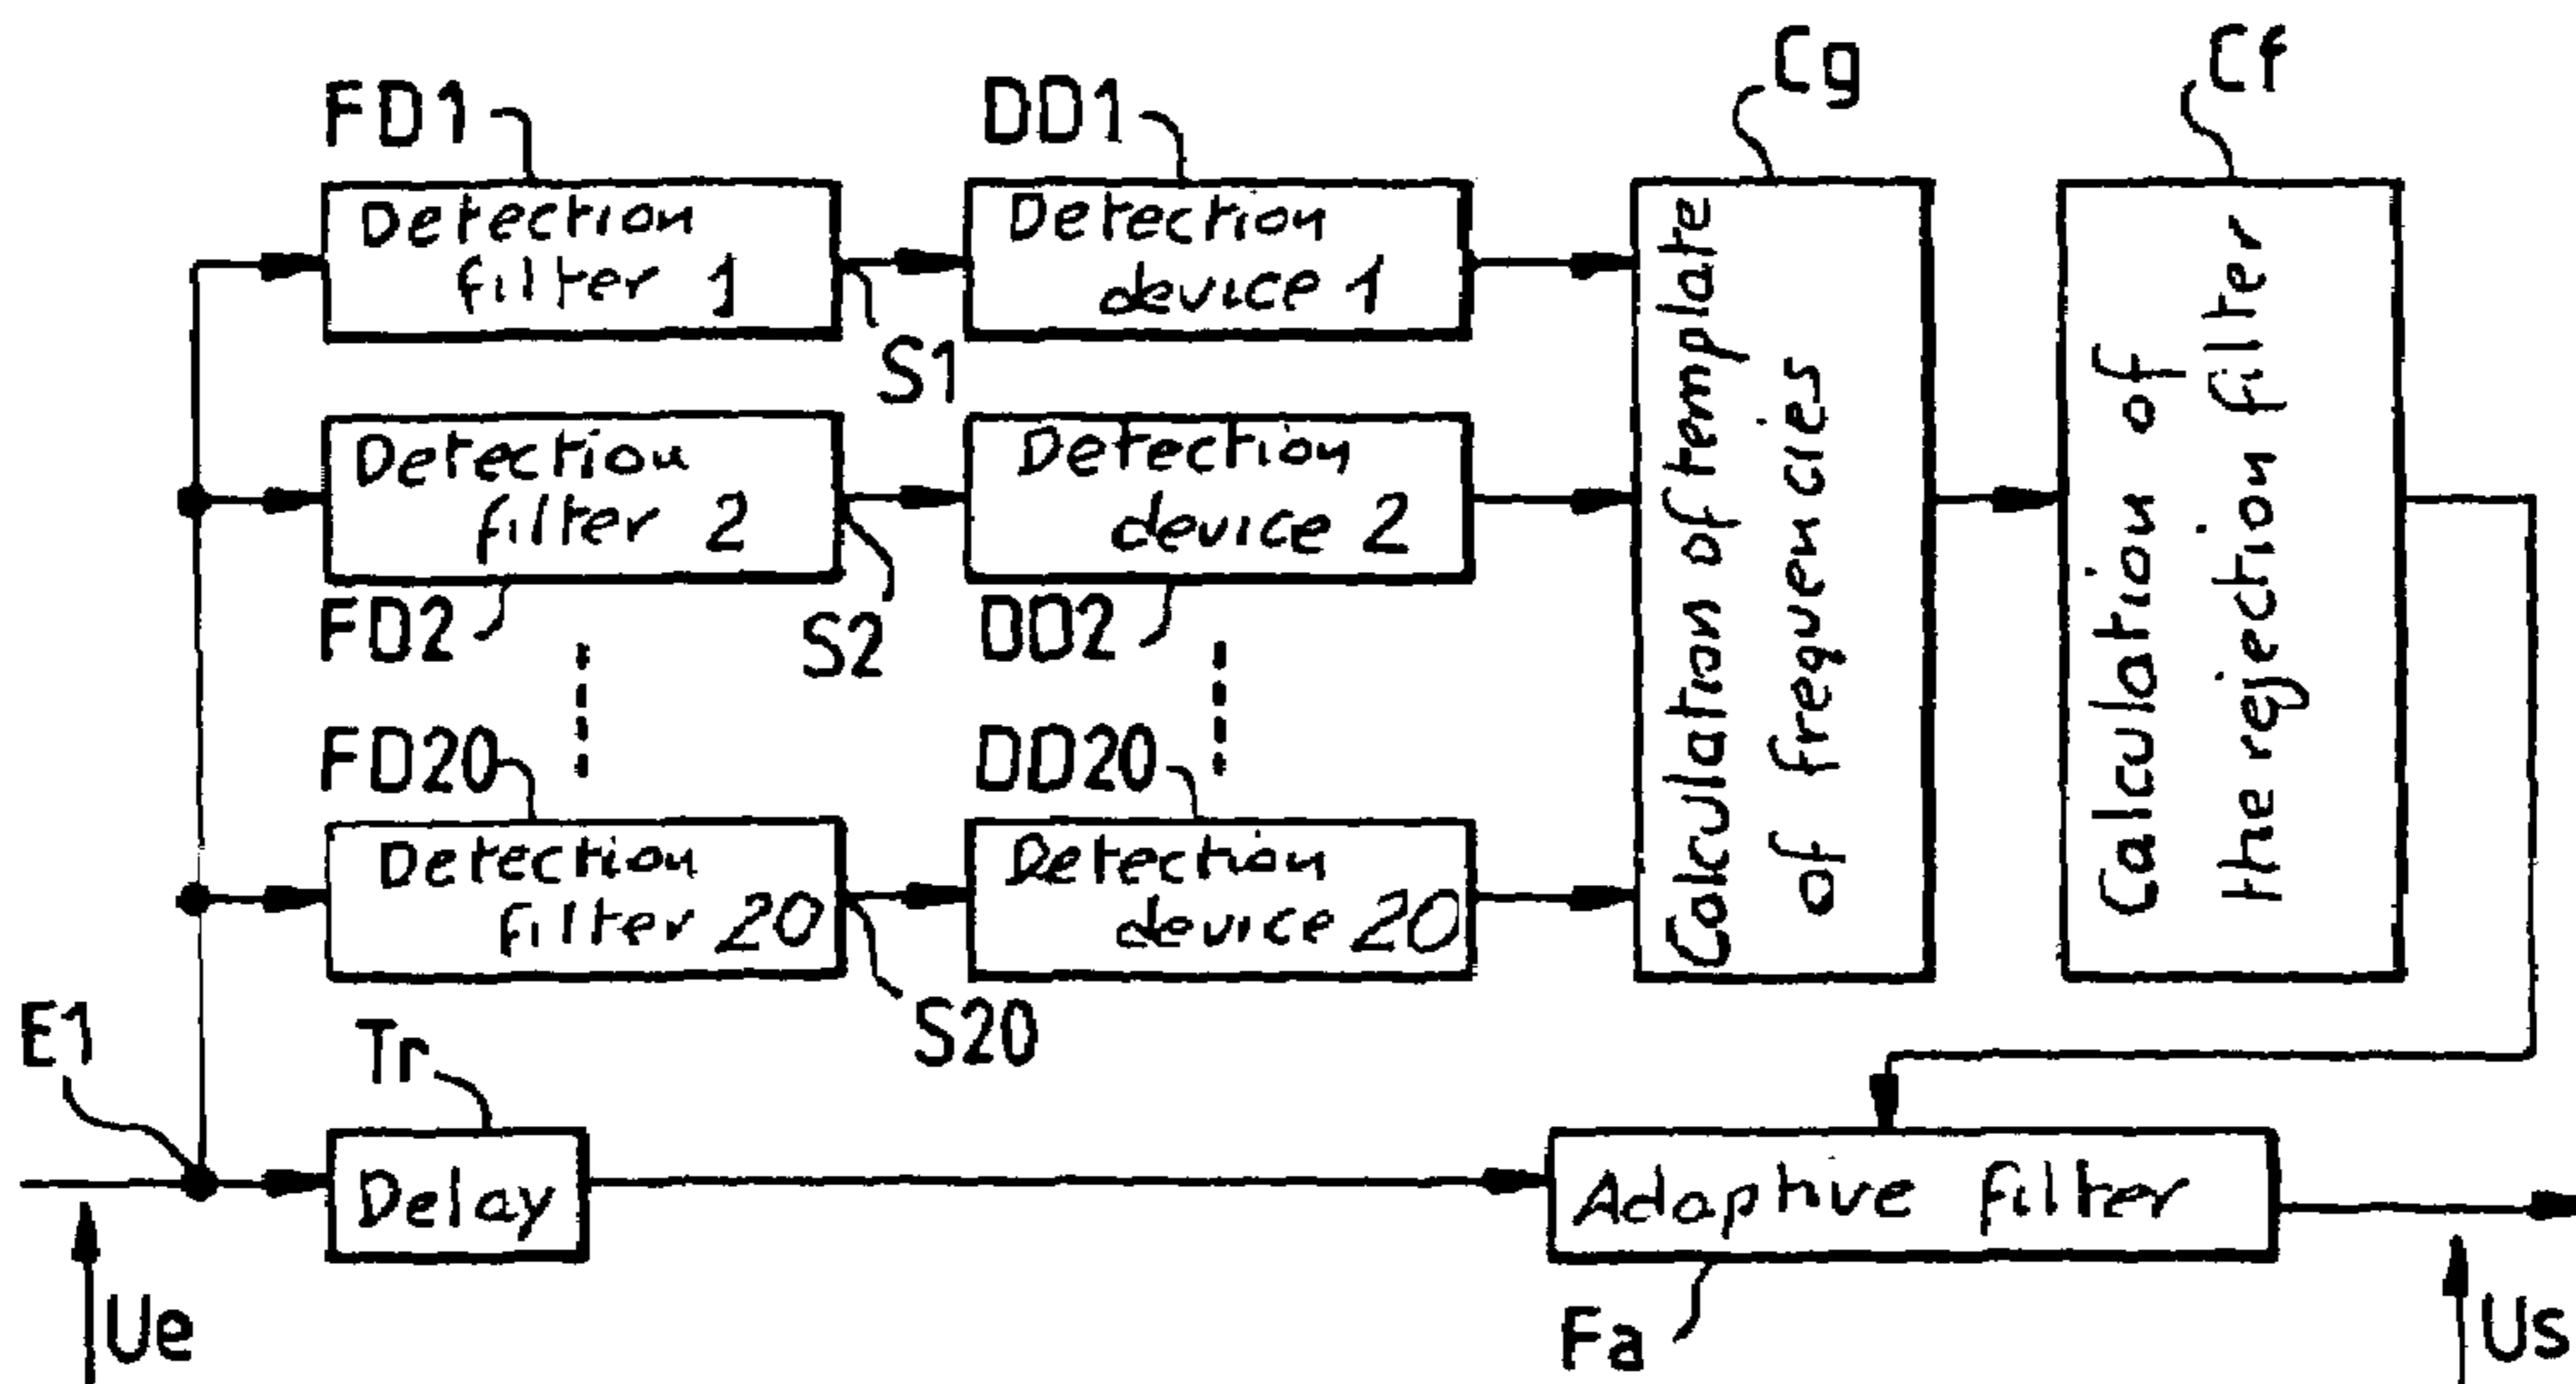 FD1
DD1
Cg
Cf
Detection
filter 1
Detection
device 1
S1
Detection
filter 2
Detection
device 2
FD2
S2
DD2
FD20
DD20
Detection
filter 20
Detection
device 20
S20
Calculation of template
of frequencies
Calculation of
the rejection filter
E1
Tr
Delay
Adaptive filter
Ue
Fa
Us